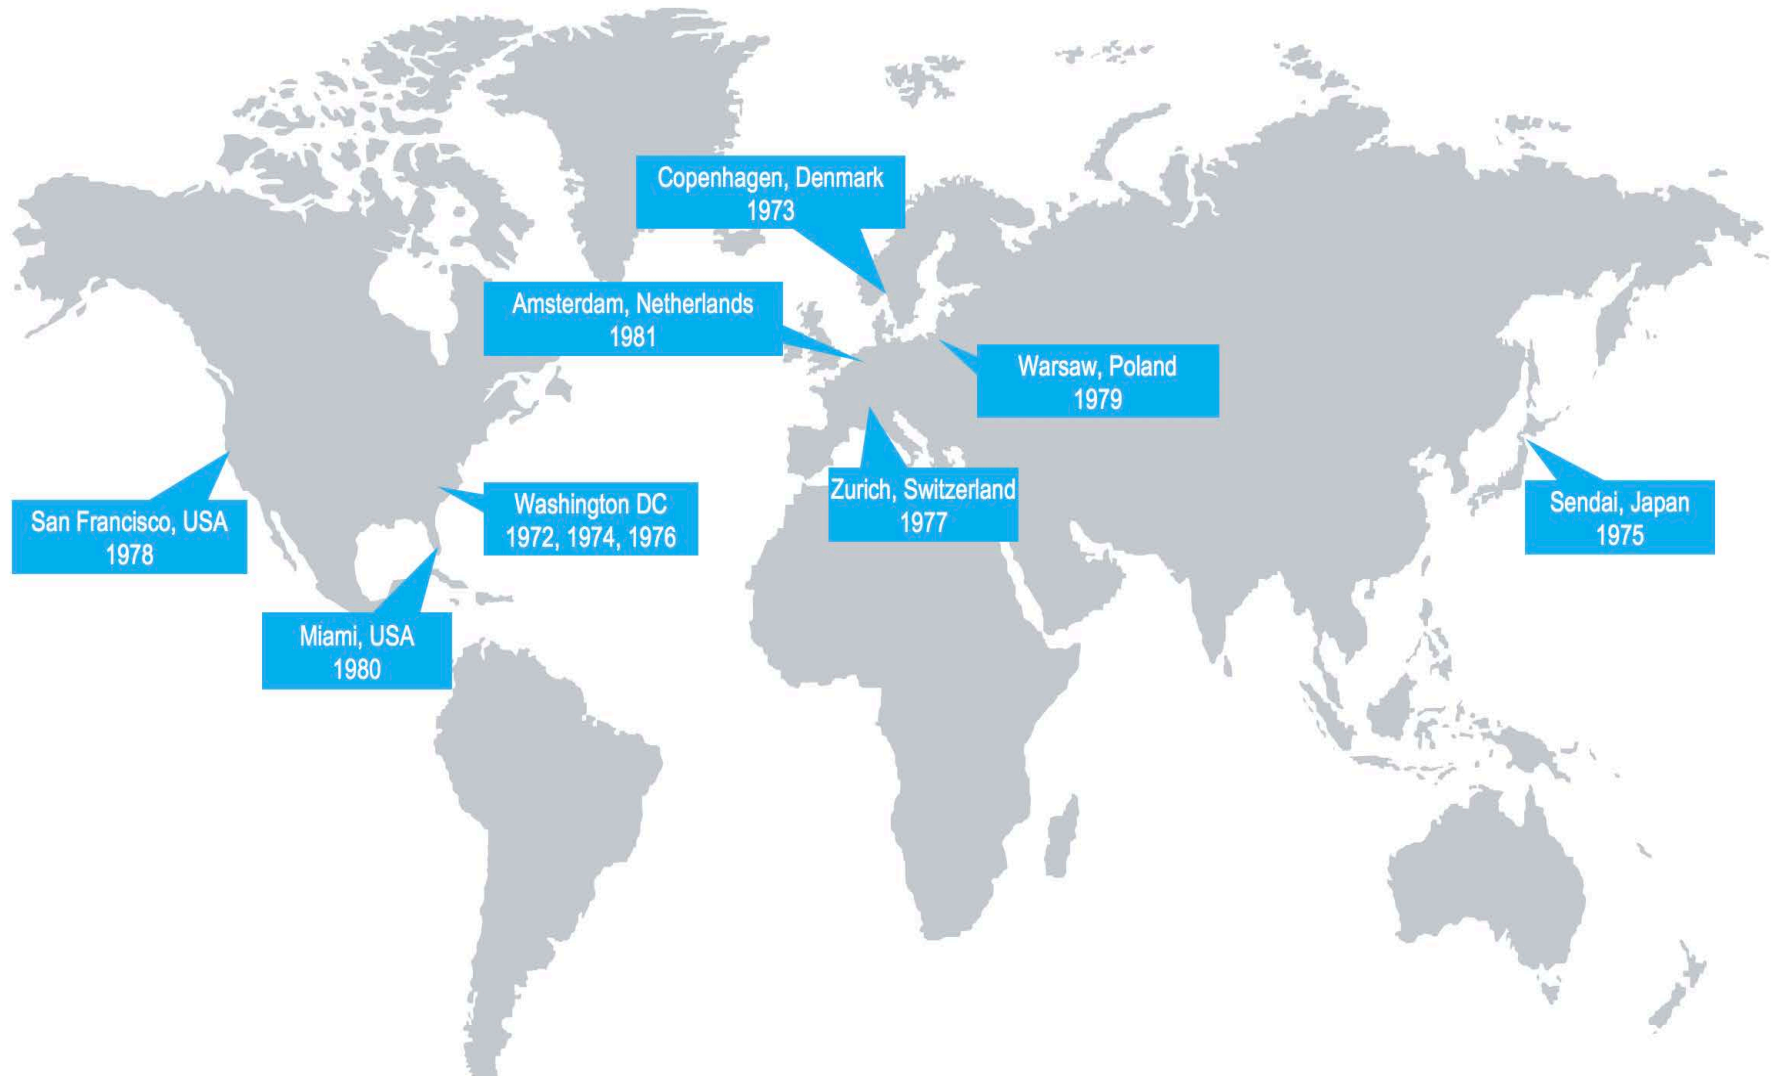 Copenhagen, Denmark
1973
Amsterdam, Netherlands
1981
Warsaw, Poland
1979
Zurich, Switzerland
1977
San Francisco, USA
1978
Washington DC
1972, 1974, 1976
Sendai, Japan
1975
Miami, USA
1980